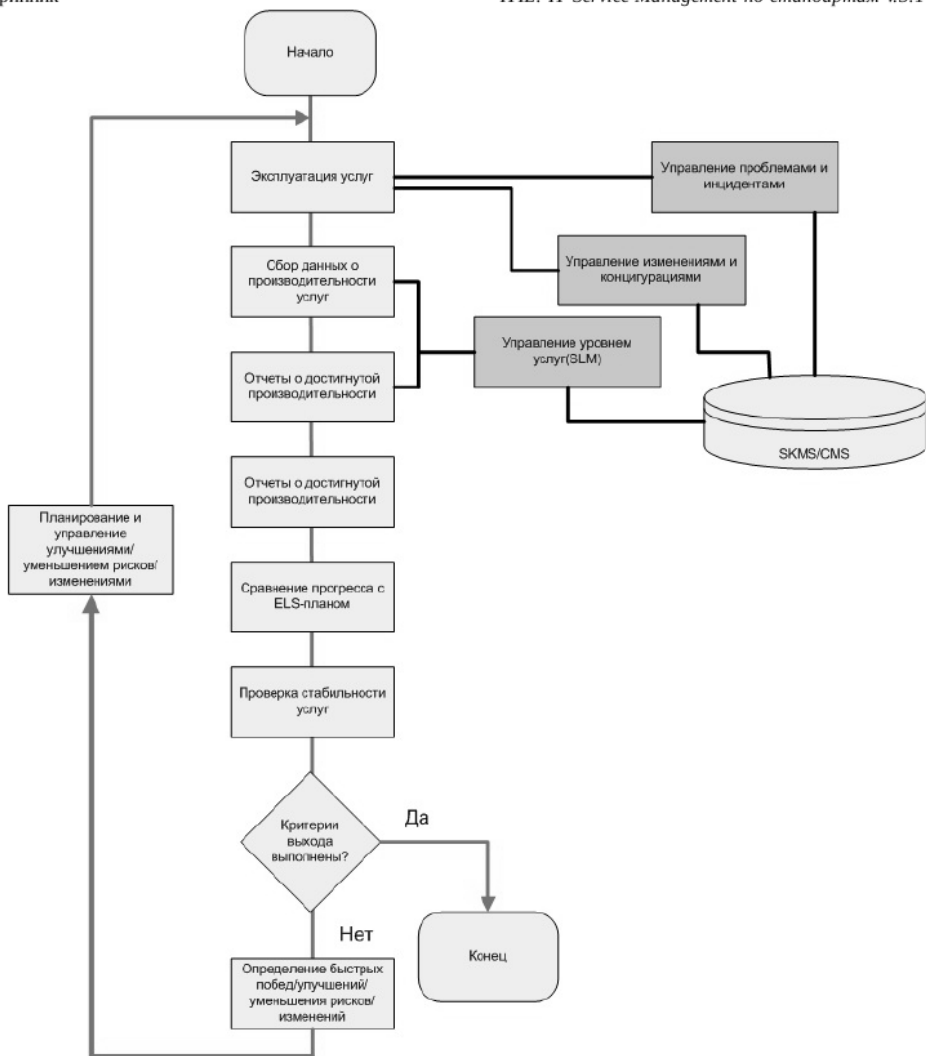 ITIL. IT Service Management по стандартам v.3.1
Начало
Эксплуатация услуг
Управление проблемами и
инцидентами
Сбор данных о
производительности
услуг
Управление изменениями и
концигурациями
Управление уровнем
услуг(SLM)
Отчеты о достигнутой
производительности
SKMS/CMS
Отчеты о достигнутой
производительности
Планирование и
управление
улучшениями/
уменьшением рисков/
изменениями
Сравнение прогресса с
ELS-планом
Проверка стабильности
услуг
Критерии
выхода
выполнены?
Да
Нет
Конец
Определение быстрых
побед/улучшений/
уменьшения рисков/
изменений